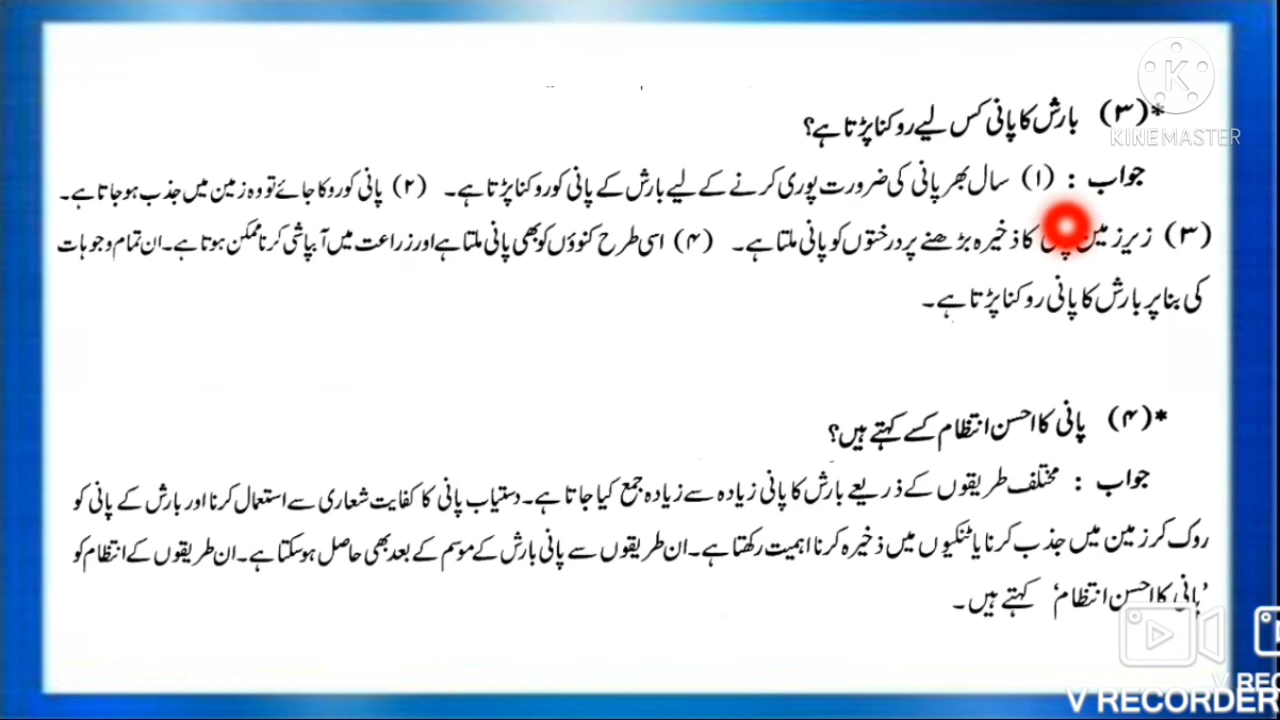 *(۳) بارش کا پانی کس لیے روکنا پڑتا ہے؟
KINEMASTER
جواب : (۱) سال بھر پانی کی ضرورت پوری کرنے کے لیے بارش کے پانی کو روکنا پڑتا ہے۔ (۲) پانی کو روکا جائے تو وہ زمین میں جذب ہو جاتا ہے۔
(۳) زیرِ زمین پانی کا ذخیرہ بڑھنے پر درختوں کو پانی ملتا ہے۔ (۴) اسی طرح کنوؤں کو بھی پانی ملتا ہے اور زراعت میں آبپاشی کرنا ممکن ہوتا ہے۔ ان تمام وجوہات
کی بنا پر بارش کا پانی روکنا پڑتا ہے۔
*(۴) پانی کا احسن انتظام کسے کہتے ہیں؟
جواب : مختلف طریقوں کے ذریعے بارش کا پانی زیادہ سے زیادہ جمع کیا جاتا ہے۔ دستیاب پانی کا کفایت شعاری سے استعمال کرنا اور بارش کے پانی کو
روک کر زمین میں جذب کرنا یا ٹنکیوں میں ذخیرہ کرنا اہمیت رکھتا ہے۔ ان طریقوں سے پانی بارش کے موسم کے بعد بھی حاصل ہو سکتا ہے۔ ان طریقوں کے انتظام کو
'پانی کا احسن انتظام' کہتے ہیں۔
V RECORDER